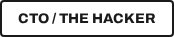 CTO / THE HACKER